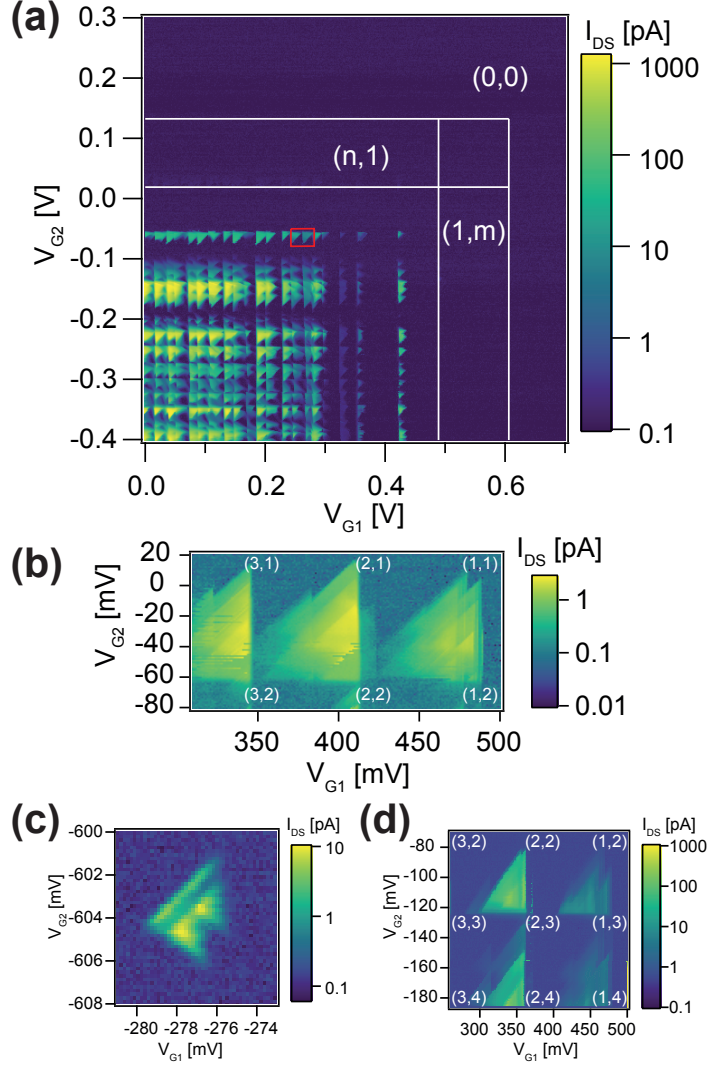 (a)
0.3
0.2
0.1
0.0
-0.1
-0.2
-0.3
-0.4
V_G2 [V]
(0,0)
(n,1)
(1,m)
0.0 0.2 0.4 0.6
V_G1 [V]
I_DS [pA]
1000
100
10
1
0.1
(b)
20
0
-20
-40
-60
-80
V_G2 [mV]
(3,1) (2,1) (1,1)
(3,2) (2,2) (1,2)
350 400 450 500
V_G1 [mV]
I_DS [pA]
1
0.1
0.01
(c)
-600
-602
-604
-606
-608
V_G2 [mV]
-280 -278 -276 -274
V_G1 [mV]
I_DS [pA]
10
1
0.1
(d)
-80
-100
-120
-140
-160
-180
V_G2 [mV]
(3,2) (2,2) (1,2)
(3,3) (2,3) (1,3)
(3,4) (2,4) (1,4)
300 350 400 450 500
V_G1 [mV]
I_DS [pA]
1000
100
10
1
0.1